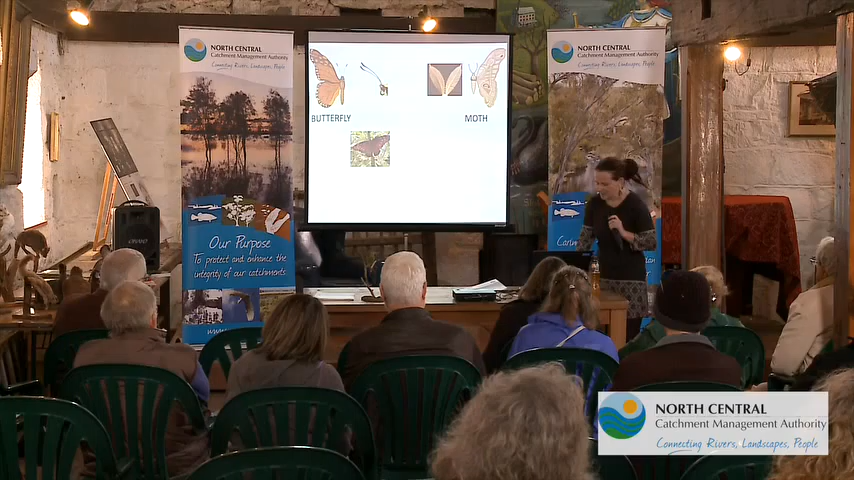 NORTH CENTRAL
Catchment Management Authority
Connecting Rivers, Landscapes, People
BUTTERFLY
MOTH
NORTH CENTRAL
Catchment Management Authority
Connecting Rivers, Landscapes, People
Our Purpose
To protect and enhance the
integrity of our catchments.
NORTH CENTRAL
Catchment Management Authority
Connecting Rivers, Landscapes, People